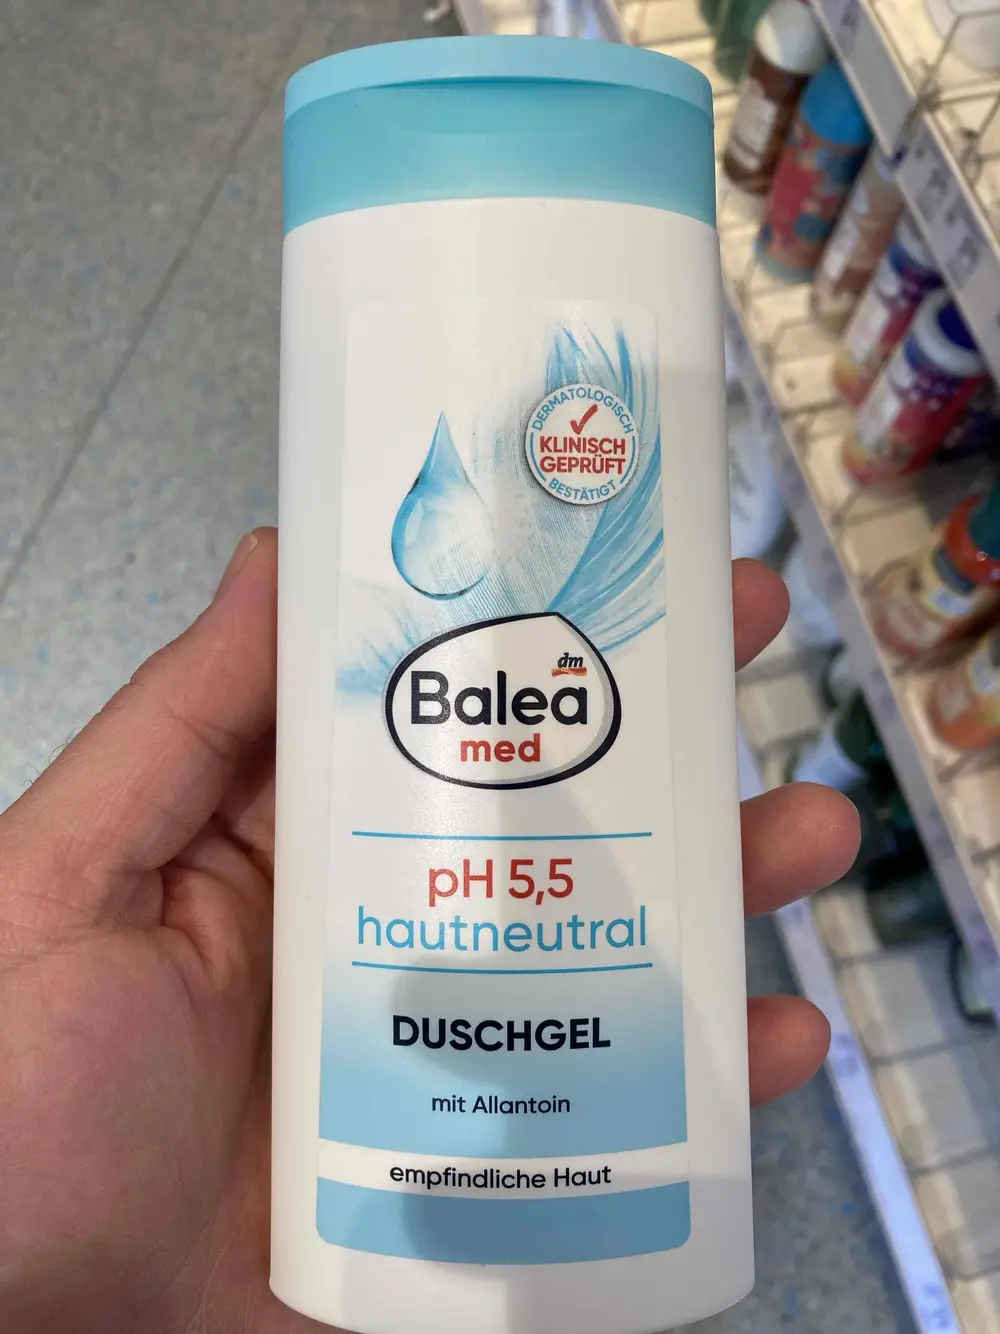 DERMATOLOGISCH
KLINISCH
GEPRÜFT
BESTÄTIGT
dm
Balea
med
pH 5,5
hautneutral
DUSCHGEL
mit Allantoin
empfindliche Haut